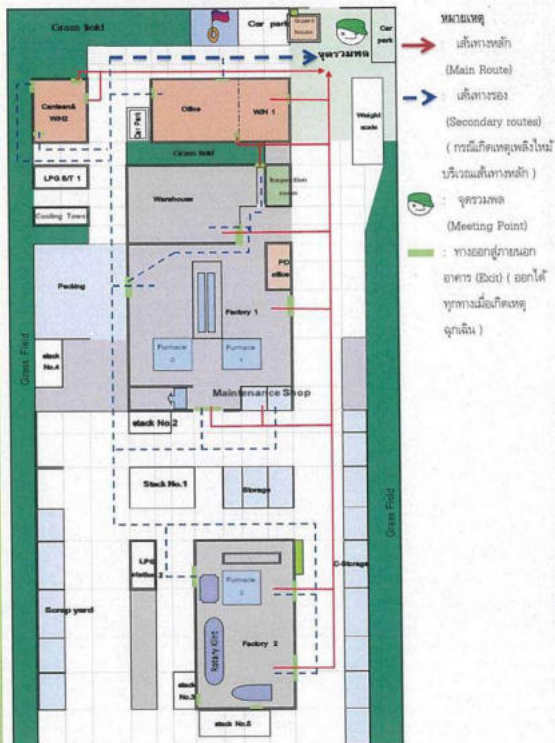 Grass field
Car park
Guard house
Car park
จุดรวมพล
Canteen& WH2
Office
W/H 1
Car Park
Weight scale
Grass field
LPG S/T 1
Inspection room
Warehouse
Cooling Town
PD office
Packing
Factory 1
Furnace
Furnace
stack No.4
Maintenance Shop
stack No.2
Grass Field
Stack No.1
Storage
Grass Field
LPG
Furnace
C-Storage
Scrap yard
Rotary Kiln
Factory 2
stack No.3
stack No.5
หมายเหตุ
: เส้นทางหลัก
(Main Route)
: เส้นทางรอง
(Secondary routes)
( กรณีเกิดเหตุเพลิงไหม้
บริเวณเส้นทางหลัก )
: จุดรวมพล
(Meeting Point)
: ทางออกสู่ภายนอก
อาคาร (Exit) ( ออกได้
ทุกทางเมื่อเกิดเหตุ
ฉุกเฉิน )